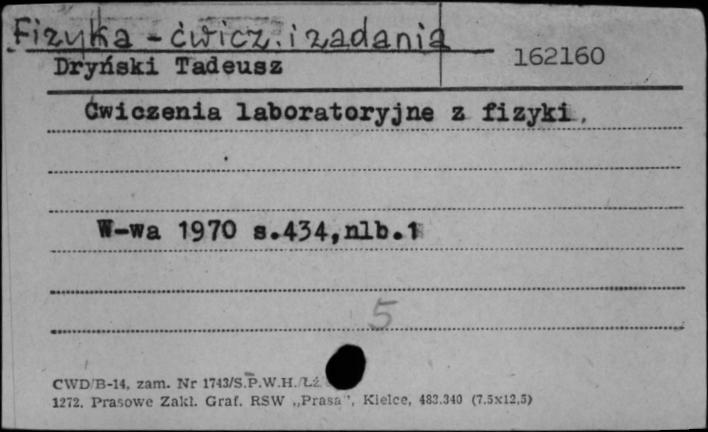 Fizyka - ćwicz. i zadania
Dryński Tadeusz
162160
Ćwiczenia laboratoryjne z fizyki.
W-wa 1970 s.434,nlb.1
5
CWD/B-14, zam. Nr 1743/S.P.W.H./Łź
1272. Prasowe Zakł. Graf. RSW „Prasa", Kielce, 483.340 (7,5x12,5)